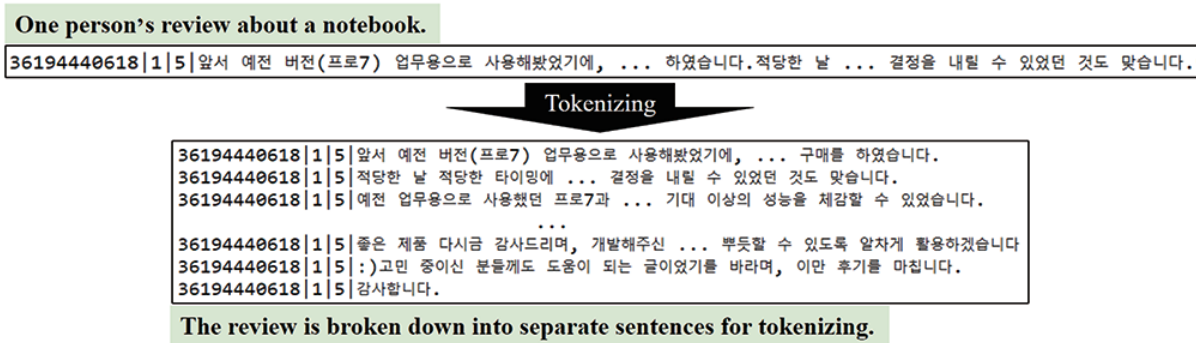 One person's review about a notebook.
36194440618|1|5|앞서 예전 버전(프로7) 업무용으로 사용해봤었기에, ... 하였습니다.적당한 날 ... 결정을 내릴 수 있었던 것도 맞습니다.
Tokenizing
36194440618|1|5|앞서 예전 버전(프로7) 업무용으로 사용해봤었기에, ... 구매를 하였습니다.
36194440618|1|5|적당한 날 적당한 타이밍에 ... 결정을 내릴 수 있었던 것도 맞습니다.
36194440618|1|5|예전 업무용으로 사용했던 프로7과 ... 기대 이상의 성능을 체감할 수 있었습니다.
...
36194440618|1|5|좋은 제품 다시금 감사드리며, 개발해주신 ... 뿌듯할 수 있도록 알차게 활용하겠습니다
36194440618|1|5|:)고민 중이신 분들께도 도움이 되는 글이었기를 바라며, 이만 후기를 마칩니다.
36194440618|1|5|감사합니다.
The review is broken down into separate sentences for tokenizing.